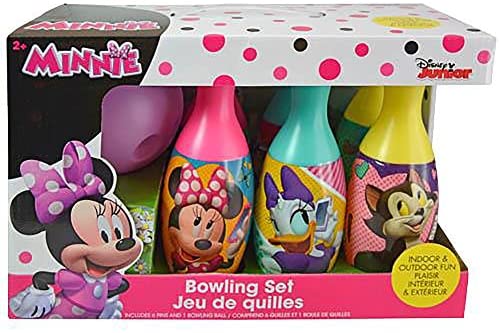 2+
MINNIE
Disney
Junior
INDOOR &
OUTDOOR FUN
PLAISIR
INTÉRIEUR
& EXTÉRIEUR
Bowling Set
Jeu de quilles
INCLUDES 6 PINS AND 1 BOWLING BALL / COMPREND 6 QUILLES ET 1 BOULE DE QUILLES